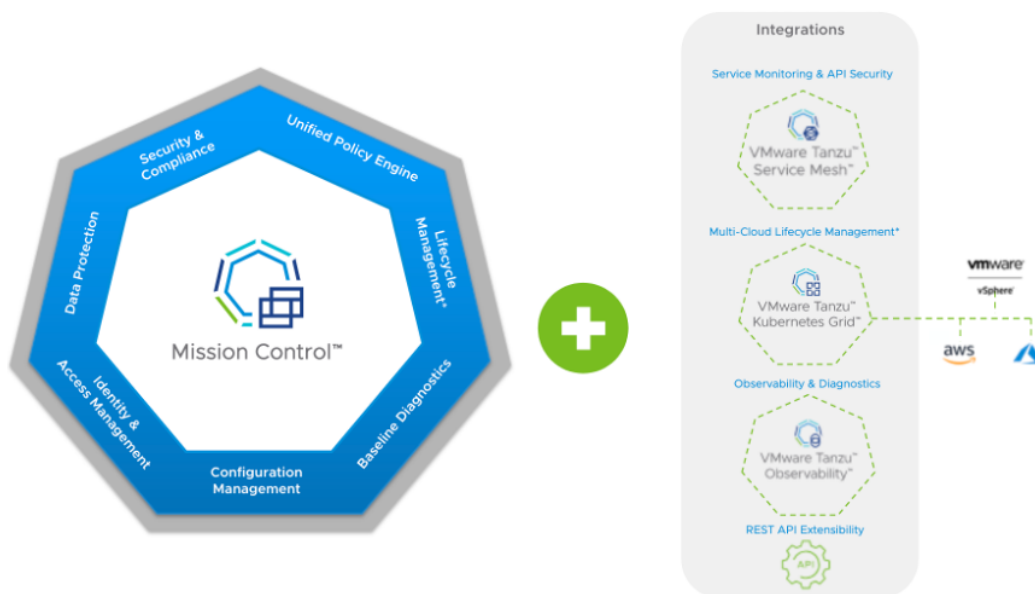 Security &
Compliance
Unified Policy Engine
Lifecycle
Management*
Baseline Diagnostics
Configuration
Management
Identity &
Access Management
Data Protection
Mission Control™
Integrations
Service Monitoring & API Security
VMware Tanzu™
Service Mesh™
Multi-Cloud Lifecycle Management*
VMware Tanzu™
Kubernetes Grid™
vmware®
vSphere®
aws
Observability & Diagnostics
VMware Tanzu™
Observability™
REST API Extensibility
API